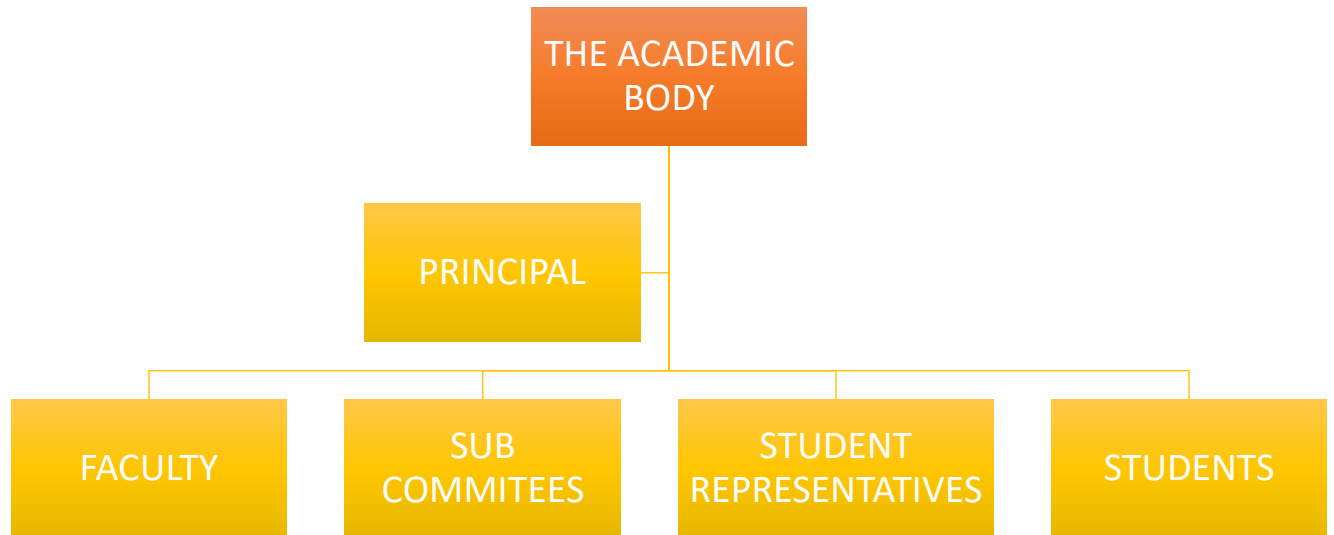 THE ACADEMIC
BODY
PRINCIPAL
FACULTY
SUB
COMMITEES
STUDENT
REPRESENTATIVES
STUDENTS